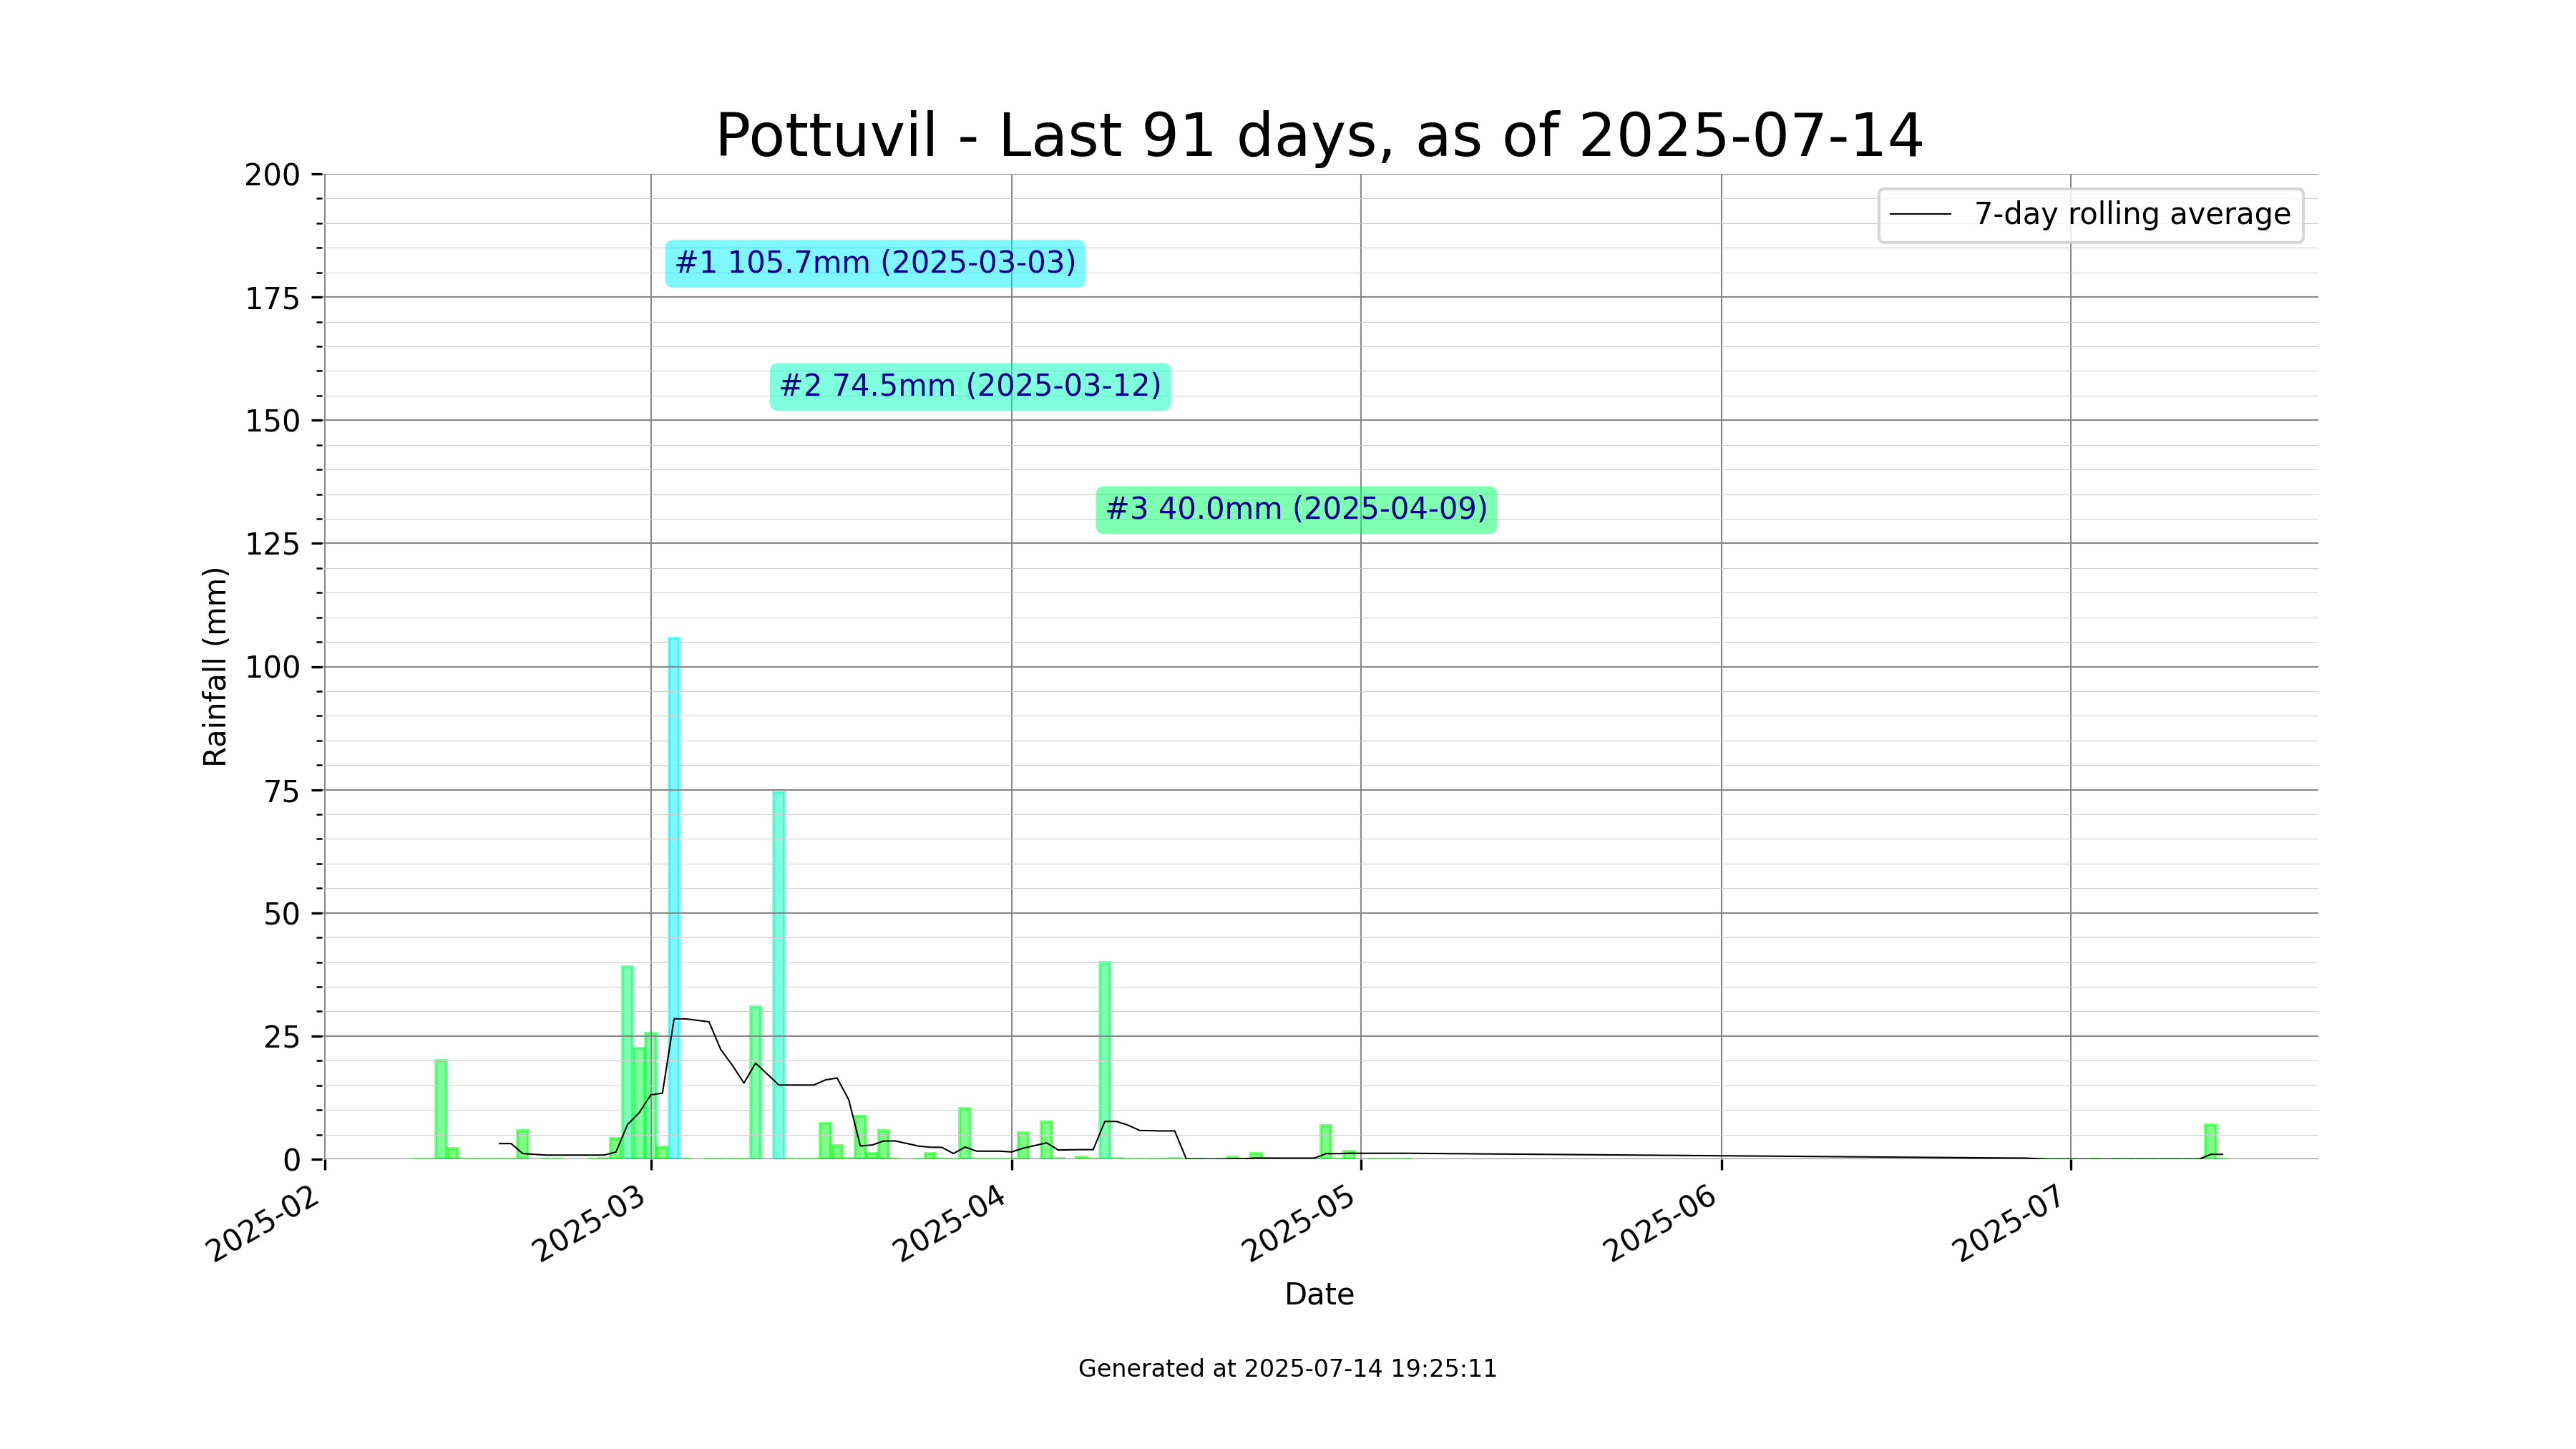 Pottuvil - Last 91 days, as of 2025-07-14
200
175
150
125
100
75
50
25
0
Rainfall (mm)
7-day rolling average
#1 105.7mm (2025-03-03)
#2 74.5mm (2025-03-12)
#3 40.0mm (2025-04-09)
2025-02
2025-03
2025-04
2025-05
2025-06
2025-07
Date
Generated at 2025-07-14 19:25:11